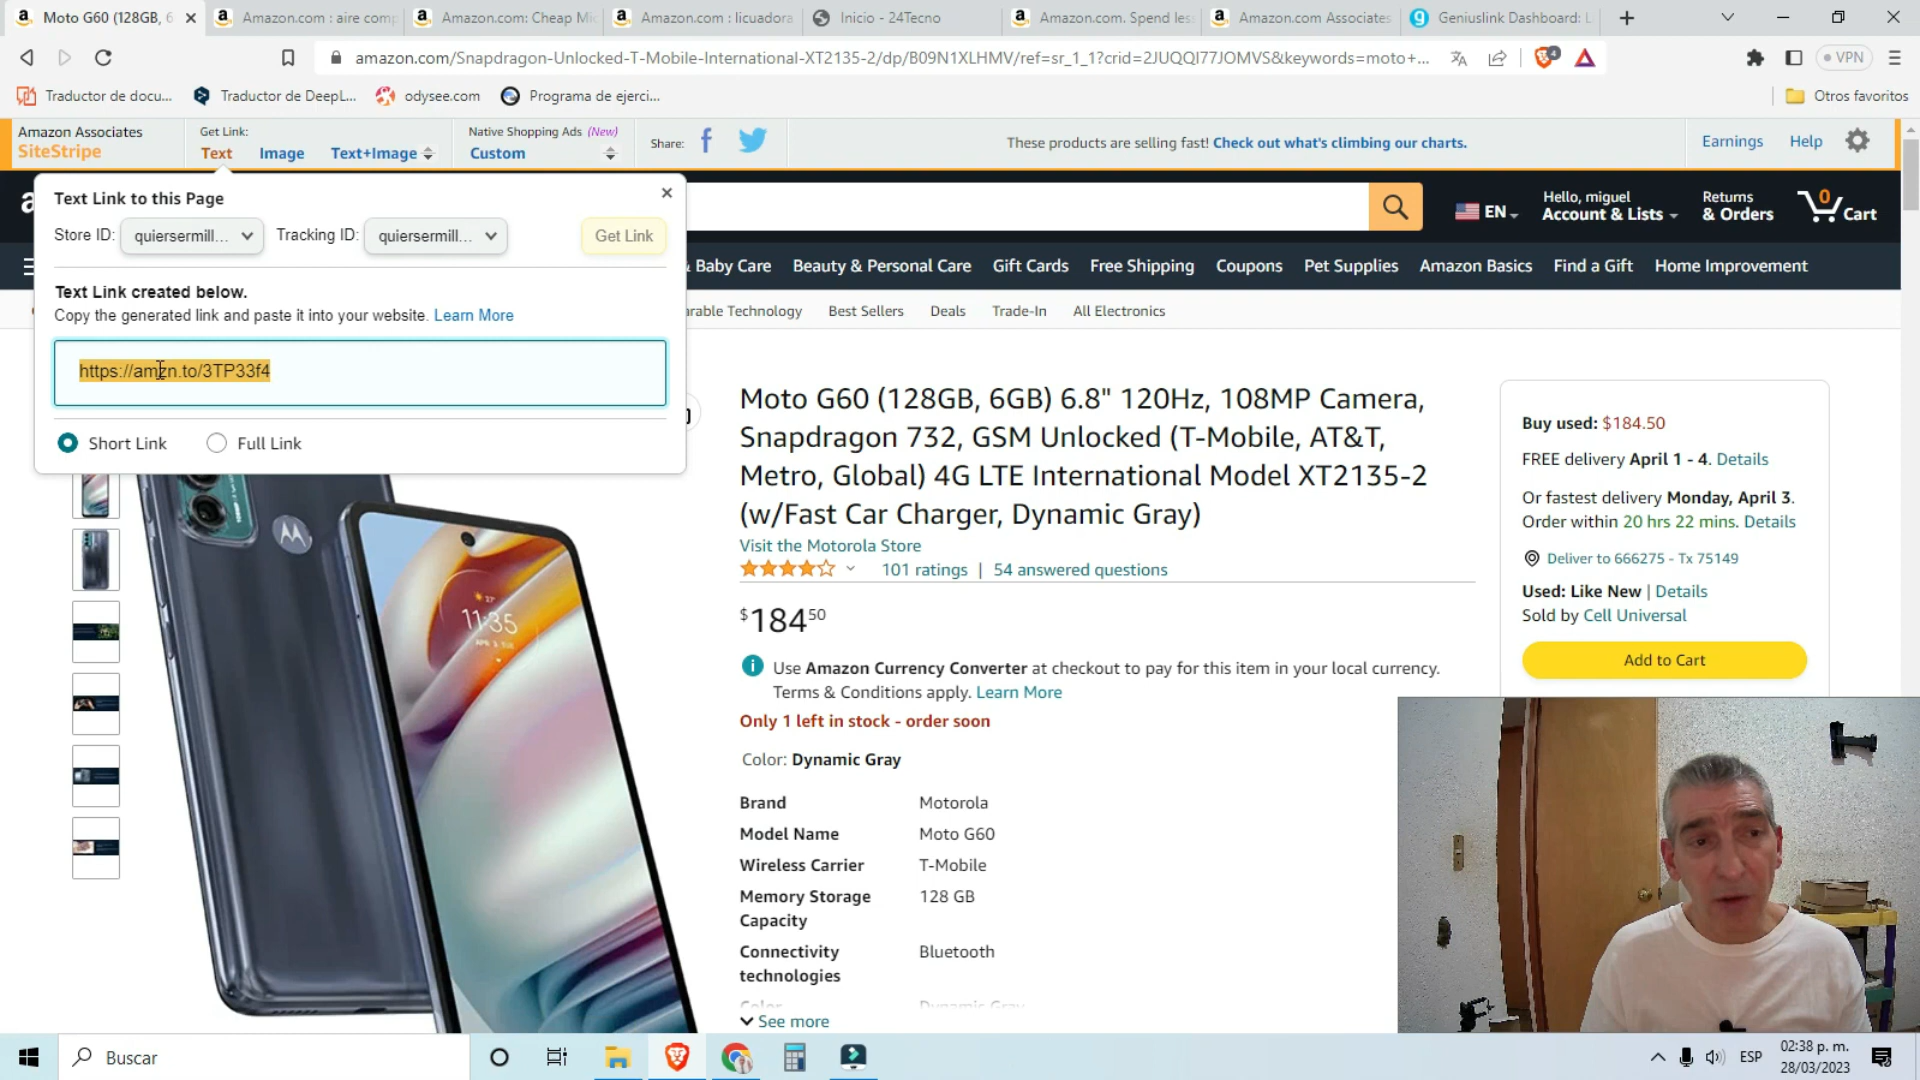 Moto G60 (128GB, 6
Amazon.com : aire comp
Amazon.com: Cheap Mic
Amazon.com : licuadora
Inicio - 24Tecno
Amazon.com. Spend less
Amazon.com Associates
Geniuslink Dashboard: L
amazon.com/Snapdragon-Unlocked-T-Mobile-International-XT2135-2/dp/B09N1XLHMV/ref=sr_1_1?crid=2JUQQI77JOMVS&keywords=moto+...
4
VPN
Traductor de docu...
Traductor de DeepL...
odysee.com
Programa de ejerci...
Otros favoritos
Amazon Associates
SiteStripe
Get Link:
Text
Image
Text+Image
Native Shopping Ads (New)
Custom
Share:
These products are selling fast! Check out what's climbing our charts.
Earnings
Help
Text Link to this Page
Store ID:
quiersermill...
Tracking ID:
quiersermill...
Get Link
Text Link created below.
Copy the generated link and paste it into your website. Learn More
https://amzn.to/3TP33f4
Short Link
Full Link
EN
Hello, miguel
Account & Lists
Returns
& Orders
0
Cart
& Baby Care
Beauty & Personal Care
Gift Cards
Free Shipping
Coupons
Pet Supplies
Amazon Basics
Find a Gift
Home Improvement
arable Technology
Best Sellers
Deals
Trade-In
All Electronics
Moto G60 (128GB, 6GB) 6.8" 120Hz, 108MP Camera,
Snapdragon 732, GSM Unlocked (T-Mobile, AT&T,
Metro, Global) 4G LTE International Model XT2135-2
(w/Fast Car Charger, Dynamic Gray)
Visit the Motorola Store
101 ratings | 54 answered questions
$184 50
Use Amazon Currency Converter at checkout to pay for this item in your local currency.
Terms & Conditions apply. Learn More
Only 1 left in stock - order soon
Color: Dynamic Gray
Brand Motorola
Model Name Moto G60
Wireless Carrier T-Mobile
Memory Storage 128 GB
Capacity
Connectivity Bluetooth
technologies
Color Dynamic Gray
See more
Buy used: $184.50
FREE delivery April 1 - 4. Details
Or fastest delivery Monday, April 3.
Order within 20 hrs 22 mins. Details
Deliver to 666275 - Tx 75149
Used: Like New | Details
Sold by Cell Universal
Add to Cart
11:35
Buscar
ESP
02:38 p. m.
28/03/2023